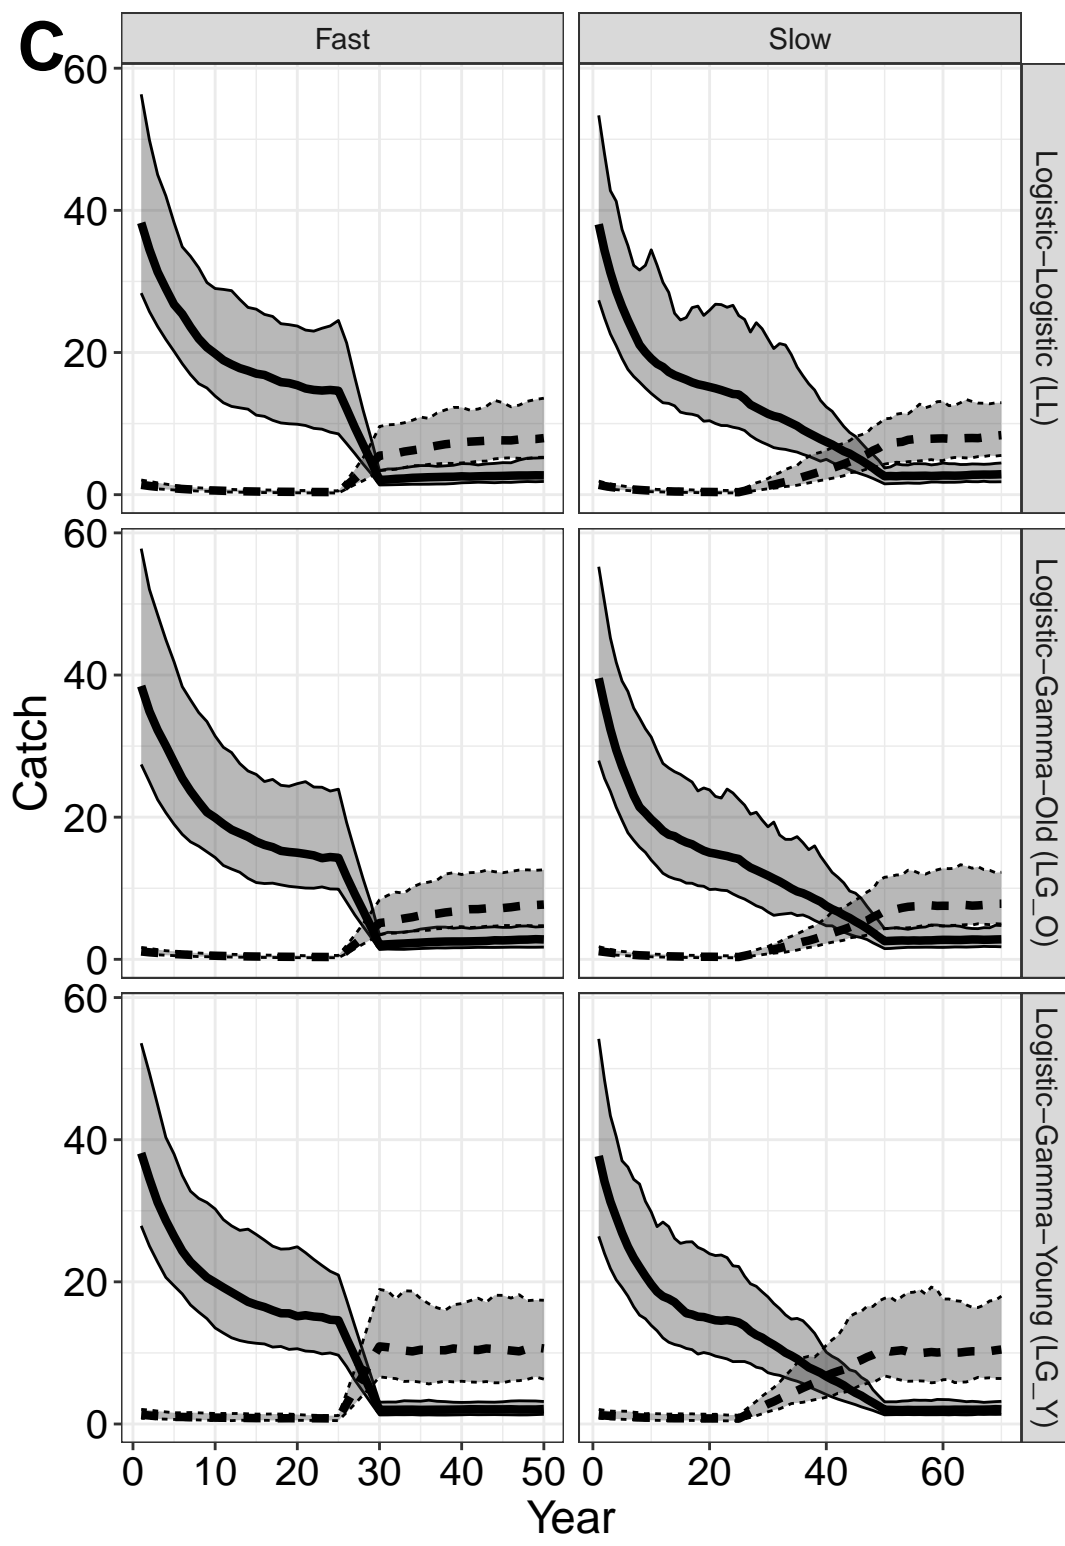 C
Fast
Slow
60
40
20
0
Logistic–Logistic (LL)
60
40
20
0
Logistic–Gamma–Old (LG_O)
60
40
20
0
Logistic–Gamma–Young (LG_Y)
Catch
0 10 20 30 40 50
0 20 40 60
Year